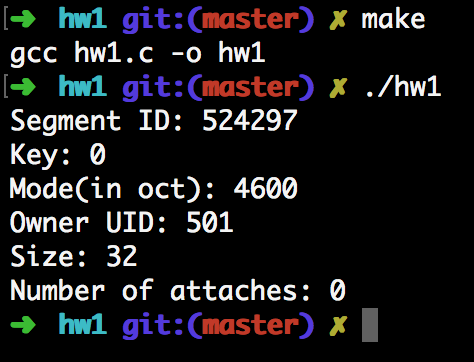 [➜ hw1 git:(master) ✗ make
gcc hw1.c -o hw1
[➜ hw1 git:(master) ✗ ./hw1
Segment ID: 524297
Key: 0
Mode(in oct): 4600
Owner UID: 501
Size: 32
Number of attaches: 0
➜ hw1 git:(master) ✗